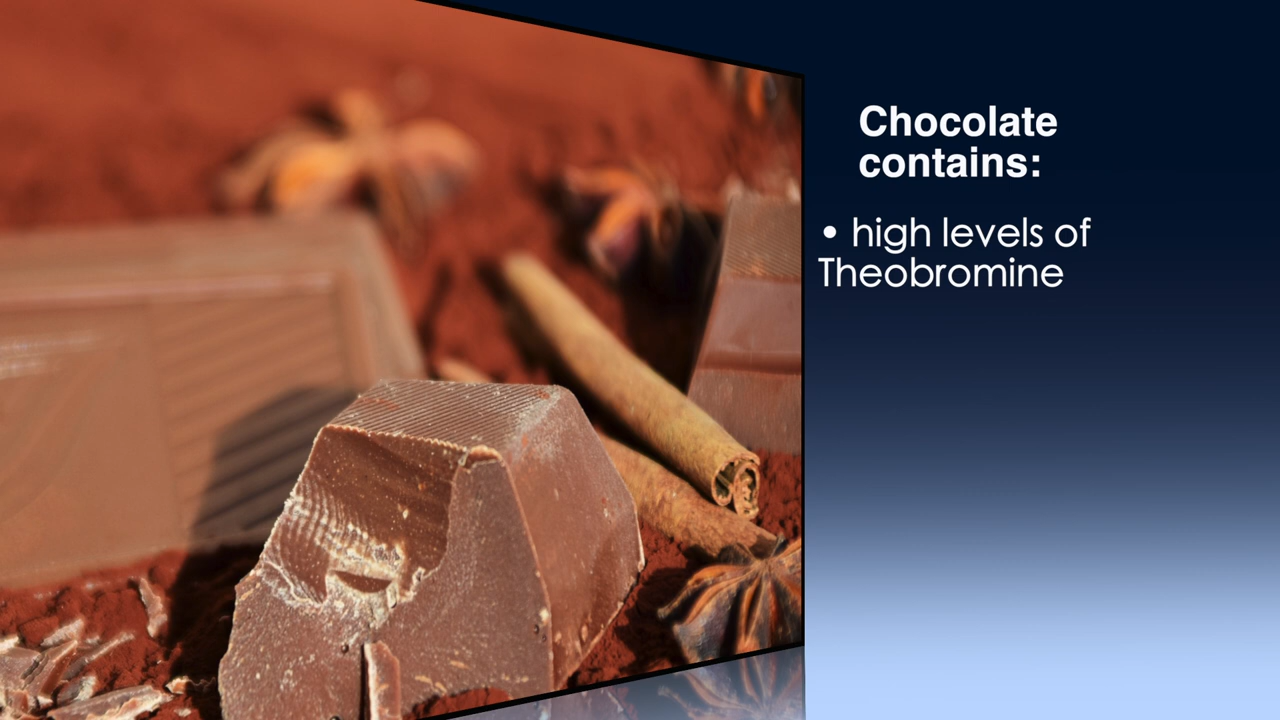 Chocolate
contains:
• high levels of
Theobromine